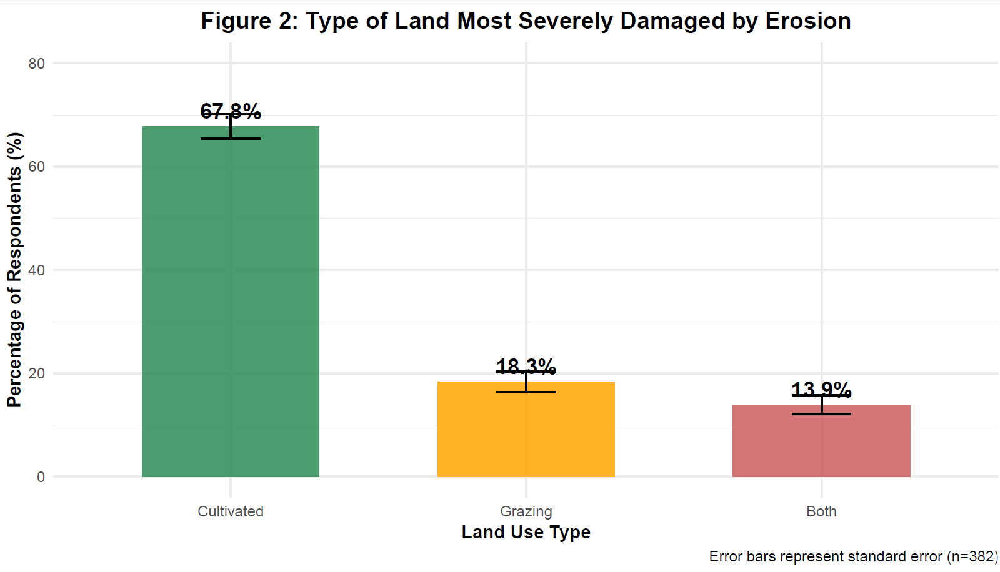 Figure 2: Type of Land Most Severely Damaged by Erosion
Percentage of Respondents (%)
80
60
40
20
0
67.8%
18.3%
13.9%
Cultivated
Grazing
Both
Land Use Type
Error bars represent standard error (n=382)